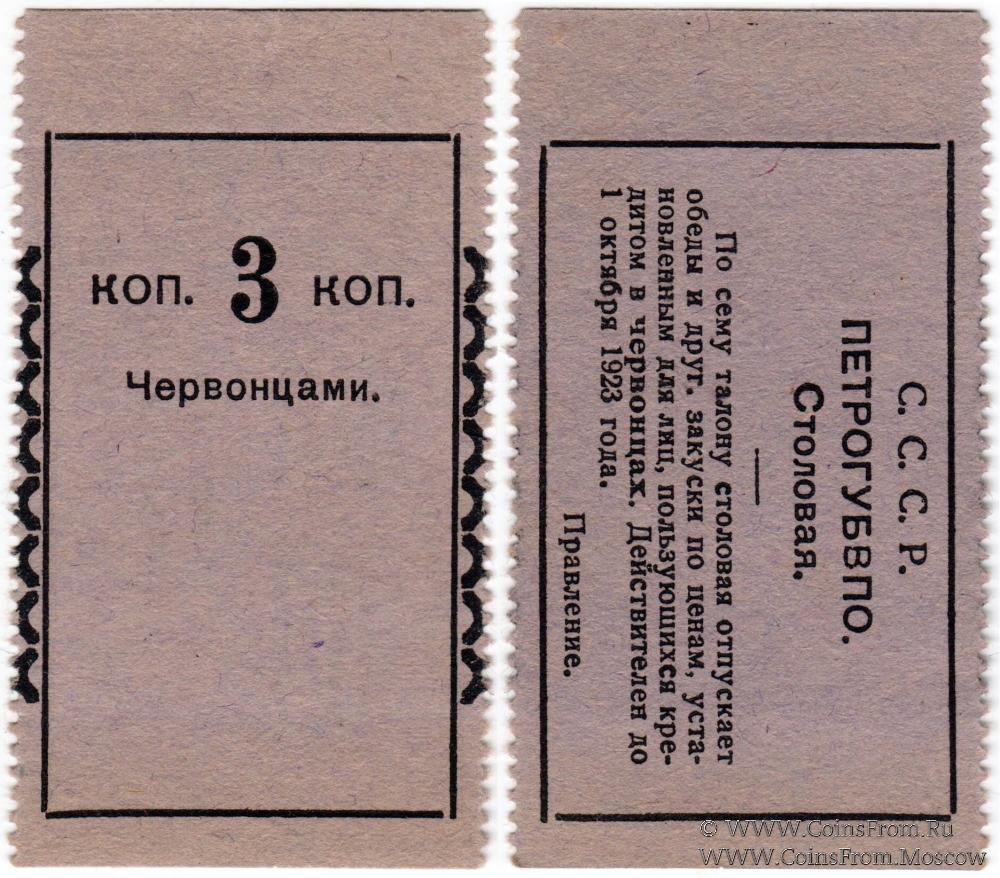 КОП. 3 КОП.
Червонцами.
С. С. С. Р.
ПЕТРОГУБВПО.
Столовая.
По сему талону столовая отпускает
обеды и друг. закуски по ценам, уста-
новленным для лиц, пользующихся кре-
дитом в червонцах. Действителен до
1 октября 1923 года.
Правление.
© WWW.CoinsFrom.Ru
WWW.CoinsFrom.Moscow